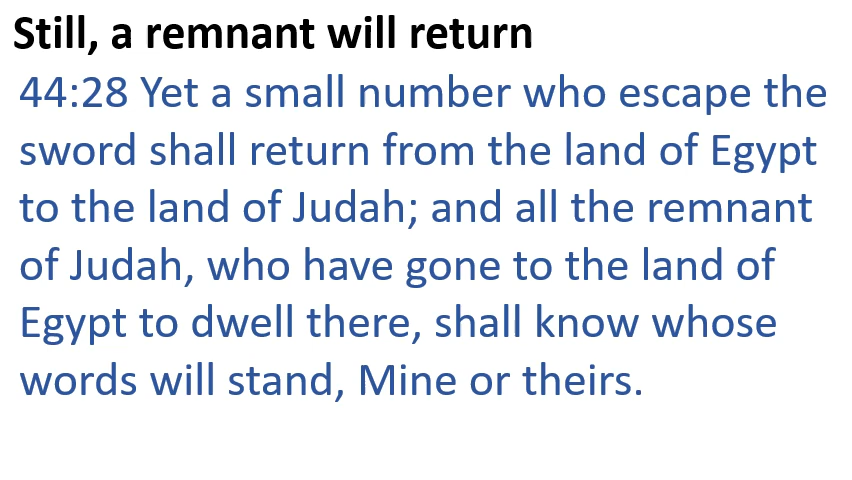 Still, a remnant will return
44:28 Yet a small number who escape the
sword shall return from the land of Egypt
to the land of Judah; and all the remnant
of Judah, who have gone to the land of
Egypt to dwell there, shall know whose
words will stand, Mine or theirs.